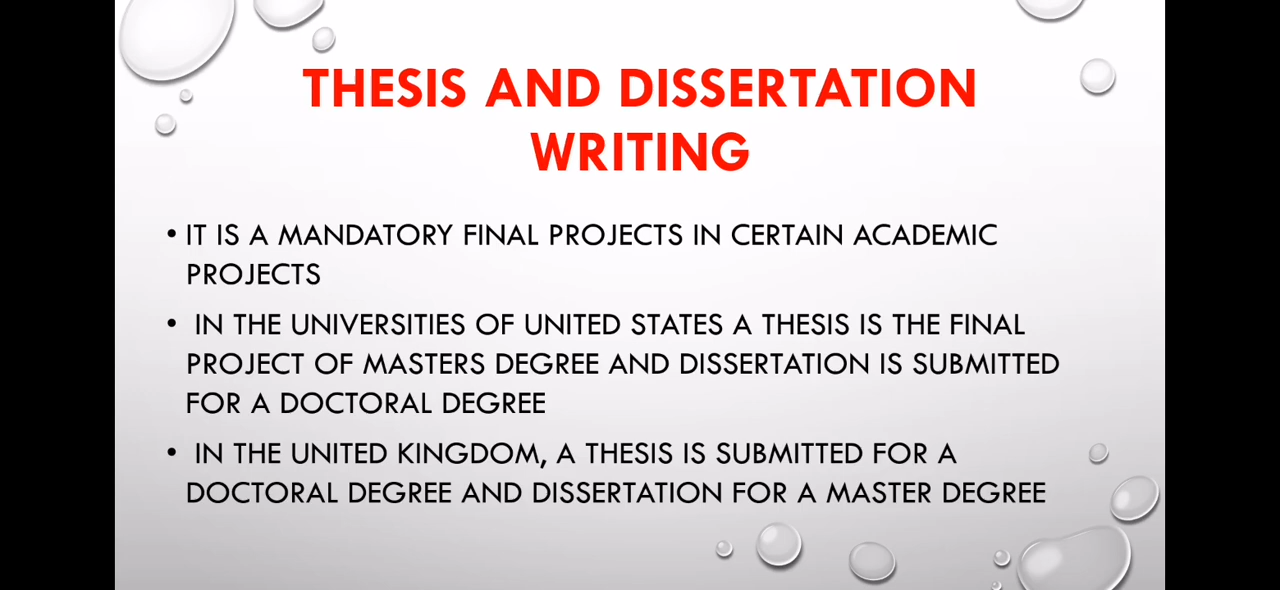 THESIS AND DISSERTATION
WRITING
• IT IS A MANDATORY FINAL PROJECTS IN CERTAIN ACADEMIC
PROJECTS
• IN THE UNIVERSITIES OF UNITED STATES A THESIS IS THE FINAL
PROJECT OF MASTERS DEGREE AND DISSERTATION IS SUBMITTED
FOR A DOCTORAL DEGREE
• IN THE UNITED KINGDOM, A THESIS IS SUBMITTED FOR A
DOCTORAL DEGREE AND DISSERTATION FOR A MASTER DEGREE